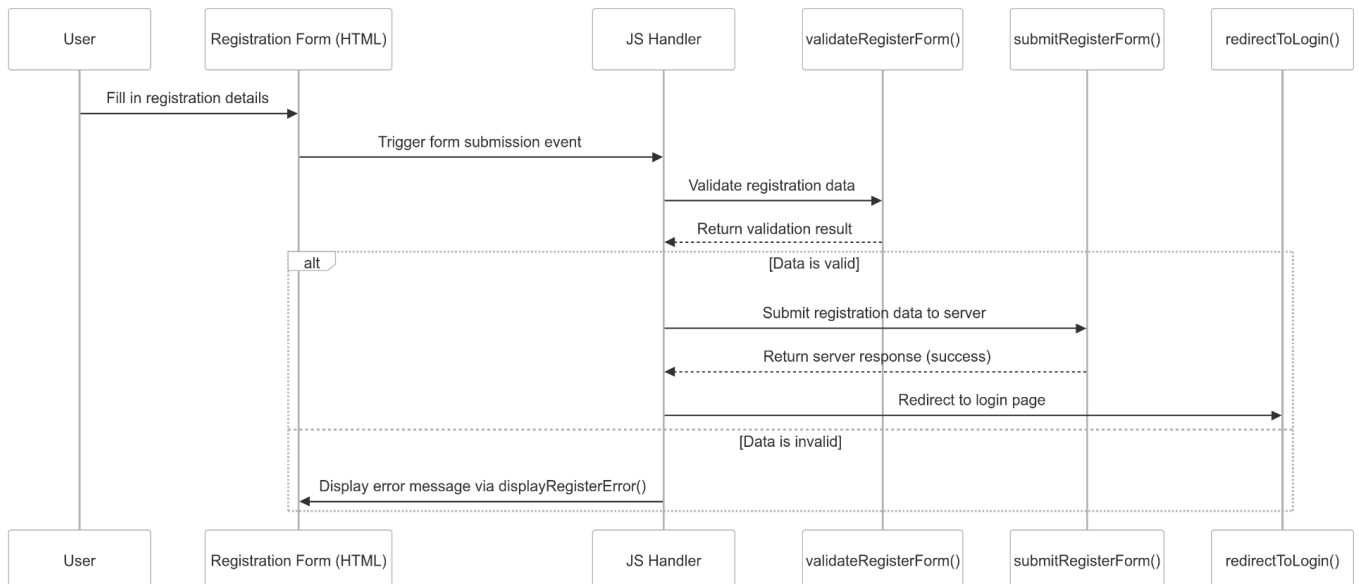 User
Registration Form (HTML)
JS Handler
validateRegisterForm()
submitRegisterForm()
redirectToLogin()
Fill in registration details
Trigger form submission event
Validate registration data
Return validation result
alt
[Data is valid]
Submit registration data to server
Return server response (success)
Redirect to login page
[Data is invalid]
Display error message via displayRegisterError()
User
Registration Form (HTML)
JS Handler
validateRegisterForm()
submitRegisterForm()
redirectToLogin()